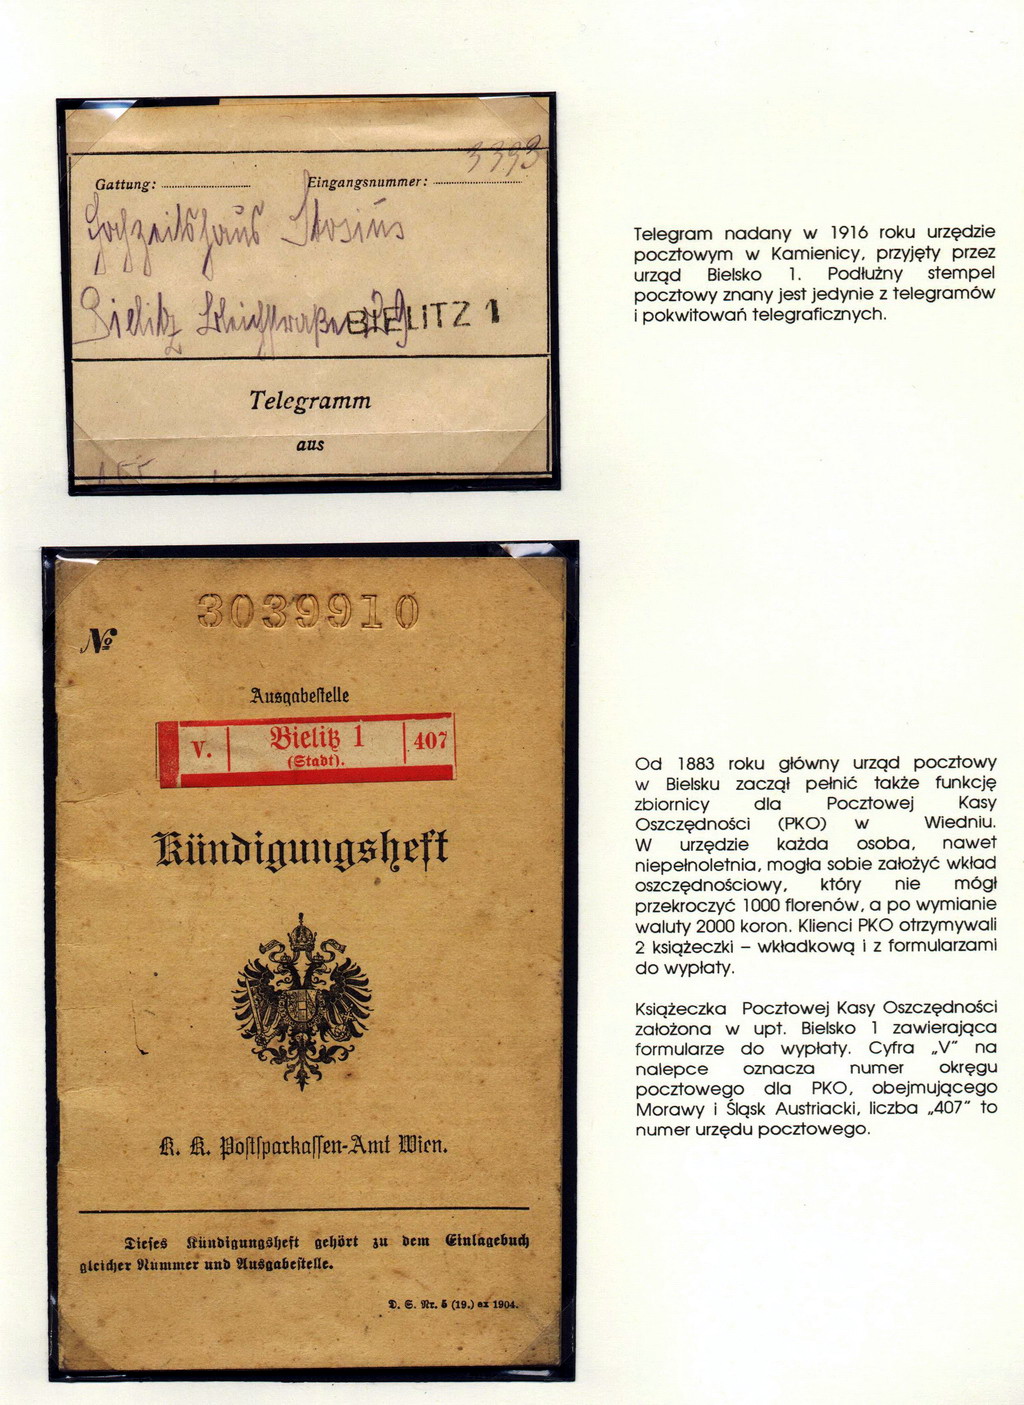 3393
Gattung: Eingangsnummer:
Hochzeitshaus Stosius
Bielitz Bleichstraße 29
BIELITZ 1
Telegramm
aus
Telegram nadany w 1916 roku urzędzie
pocztowym w Kamienicy, przyjęty przez
urząd Bielsko 1. Podłużny stempel
pocztowy znany jest jedynie z telegramów
i pokwitowań telegraficznych.
3039910
№
Ausgabestelle
V. Bielitz 1 407
(Stadt).
Kündigungsheft
K. K. Postsparkassen-Amt Wien.
Dieses Kündigungsheft gehört zu dem Einlagebuch
gleicher Nummer und Ausgabestelle.
D. S. Nr. 5 (19.) ex 1904.
Od 1883 roku główny urząd pocztowy
w Bielsku zaczął pełnić także funkcję
zbiornicy dla Pocztowej Kasy
Oszczędności (PKO) w Wiedniu.
W urzędzie każda osoba, nawet
niepełnoletnia, mogła sobie założyć wkład
oszczędnościowy, który nie mógł
przekroczyć 1000 florenów, a po wymianie
waluty 2000 koron. Klienci PKO otrzymywali
2 książeczki – wkładkową i z formularzami
do wypłaty.
Książeczka Pocztowej Kasy Oszczędności
założona w upt. Bielsko 1 zawierająca
formularze do wypłaty. Cyfra „V” na
nalepce oznacza numer okręgu
pocztowego dla PKO, obejmującego
Morawy i Śląsk Austriacki, liczba „407” to
numer urzędu pocztowego.